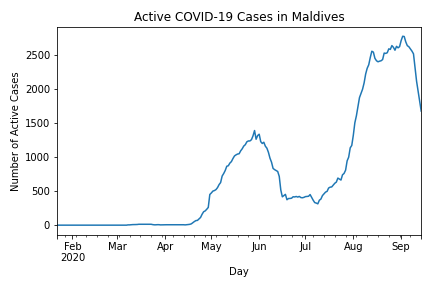 Active COVID-19 Cases in Maldives
Number of Active Cases
2500
2000
1500
1000
500
0
Feb
2020
Mar
Apr
May
Jun
Jul
Aug
Sep
Day